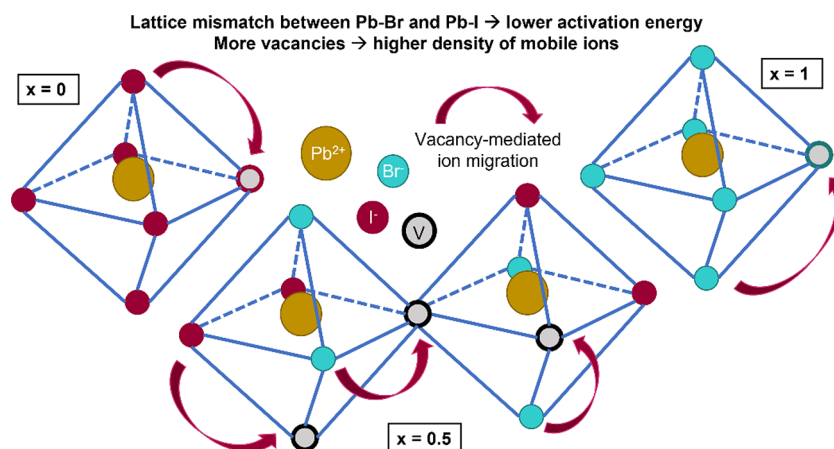 Lattice mismatch between Pb-Br and Pb-I → lower activation energy
More vacancies → higher density of mobile ions
x = 0
x = 1
Pb²⁺
Br⁻
I⁻
V
Vacancy-mediated
ion migration
x = 0.5